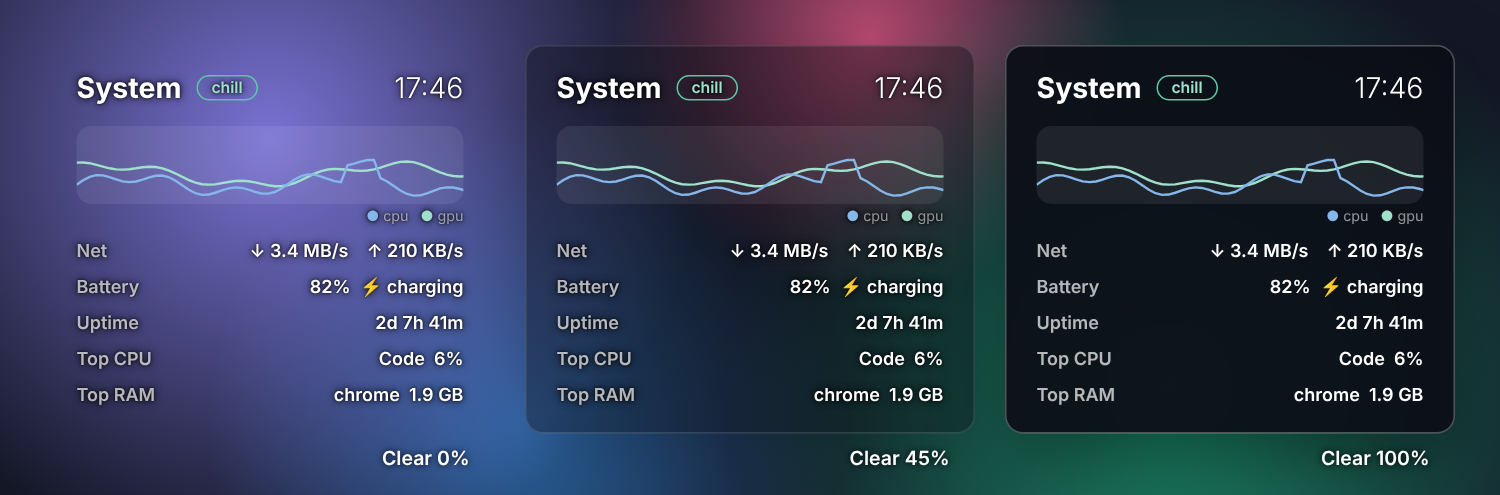 System chill 17:46
cpu gpu
Net ↓ 3.4 MB/s ↑ 210 KB/s
Battery 82% ⚡ charging
Uptime 2d 7h 41m
Top CPU Code 6%
Top RAM chrome 1.9 GB
Clear 0%
System chill 17:46
cpu gpu
Net ↓ 3.4 MB/s ↑ 210 KB/s
Battery 82% ⚡ charging
Uptime 2d 7h 41m
Top CPU Code 6%
Top RAM chrome 1.9 GB
Clear 45%
System chill 17:46
cpu gpu
Net ↓ 3.4 MB/s ↑ 210 KB/s
Battery 82% ⚡ charging
Uptime 2d 7h 41m
Top CPU Code 6%
Top RAM chrome 1.9 GB
Clear 100%